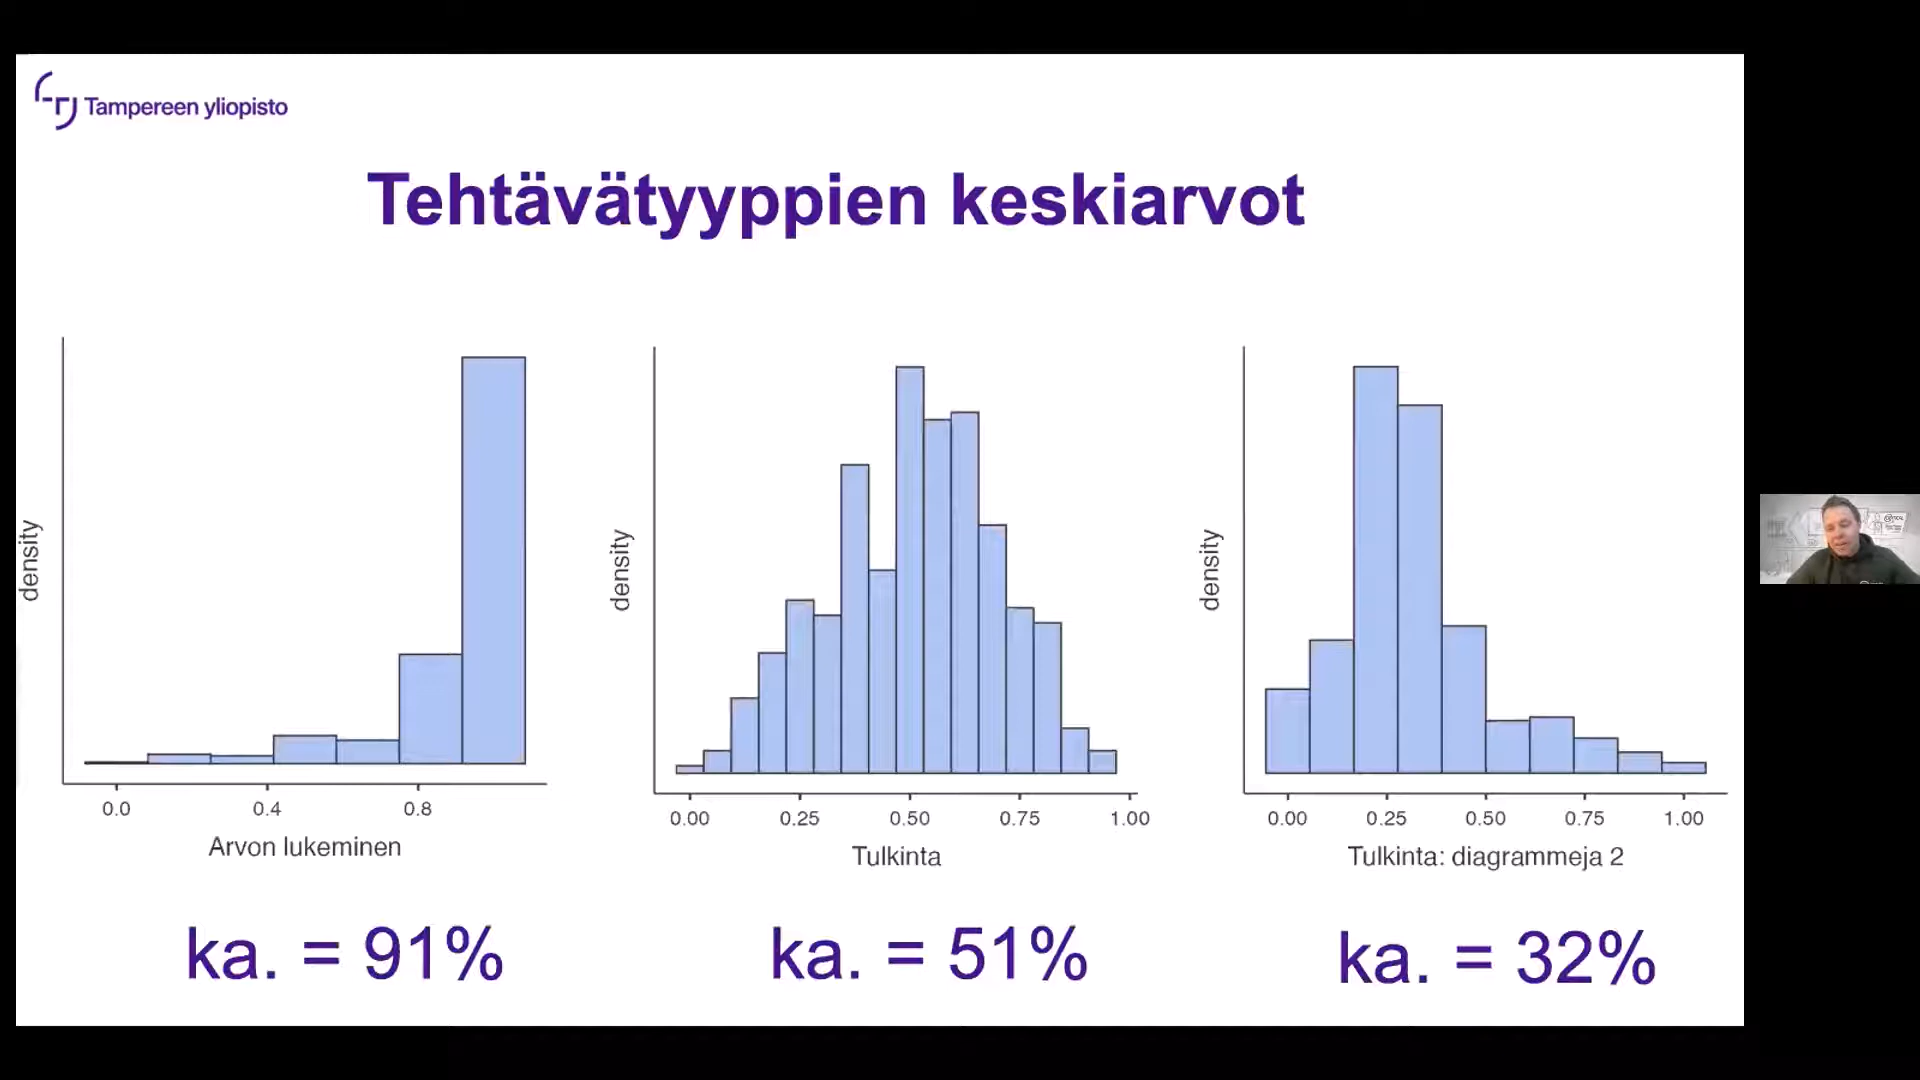 Tampereen yliopisto
Tehtävätyyppien keskiarvot
density
0.0 0.4 0.8
Arvon lukeminen
ka. = 91%
density
0.00 0.25 0.50 0.75 1.00
Tulkinta
ka. = 51%
density
0.00 0.25 0.50 0.75 1.00
Tulkinta: diagrammeja 2
ka. = 32%